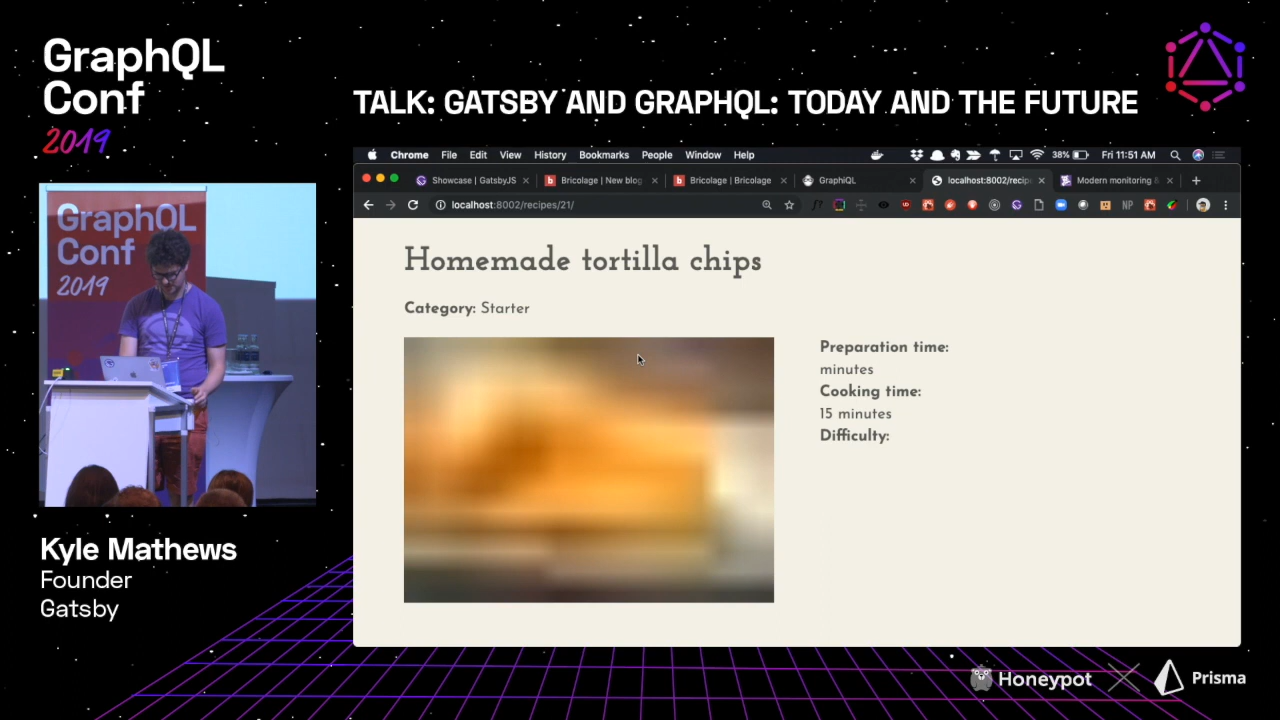 GraphQL
Conf
2019
TALK: GATSBY AND GRAPHQL: TODAY AND THE FUTURE
Chrome File Edit View History Bookmarks People Window Help 38% Fri 11:51 AM
Showcase | GatsbyJS
Bricolage | New blog
Bricolage | Bricolage
GraphiQL
localhost:8002/recip
Modern monitoring &
localhost:8002/recipes/21/
NP
Homemade tortilla chips
Category: Starter
Preparation time:
minutes
Cooking time:
15 minutes
Difficulty:
GraphQL
Conf
2019
Kyle Mathews
Founder
Gatsby
Honeypot
Prisma